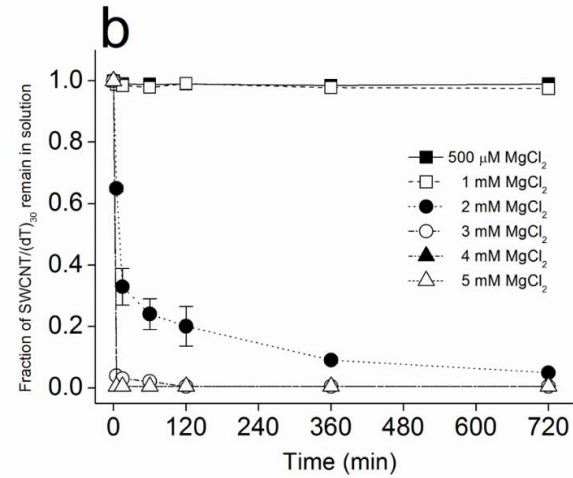 b
Fraction of SWCNT/(dT)₃₀ remain in solution
1.0
0.8
0.6
0.4
0.2
0.0
500 μM MgCl₂
1 mM MgCl₂
2 mM MgCl₂
3 mM MgCl₂
4 mM MgCl₂
5 mM MgCl₂
0 120 240 360 480 600 720
Time (min)